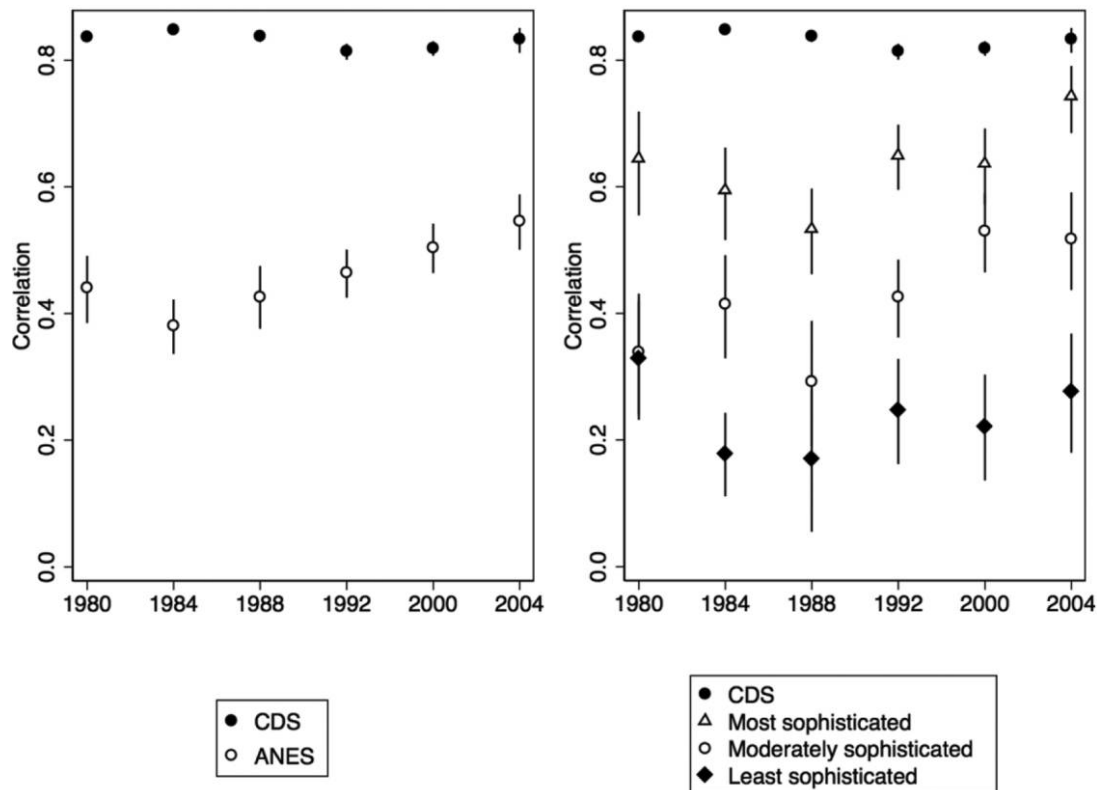 Correlation
0.0
0.2
0.4
0.6
0.8
1980 1984 1988 1992 2000 2004
CDS
ANES
Correlation
0.0
0.2
0.4
0.6
0.8
1980 1984 1988 1992 2000 2004
CDS
Most sophisticated
Moderately sophisticated
Least sophisticated